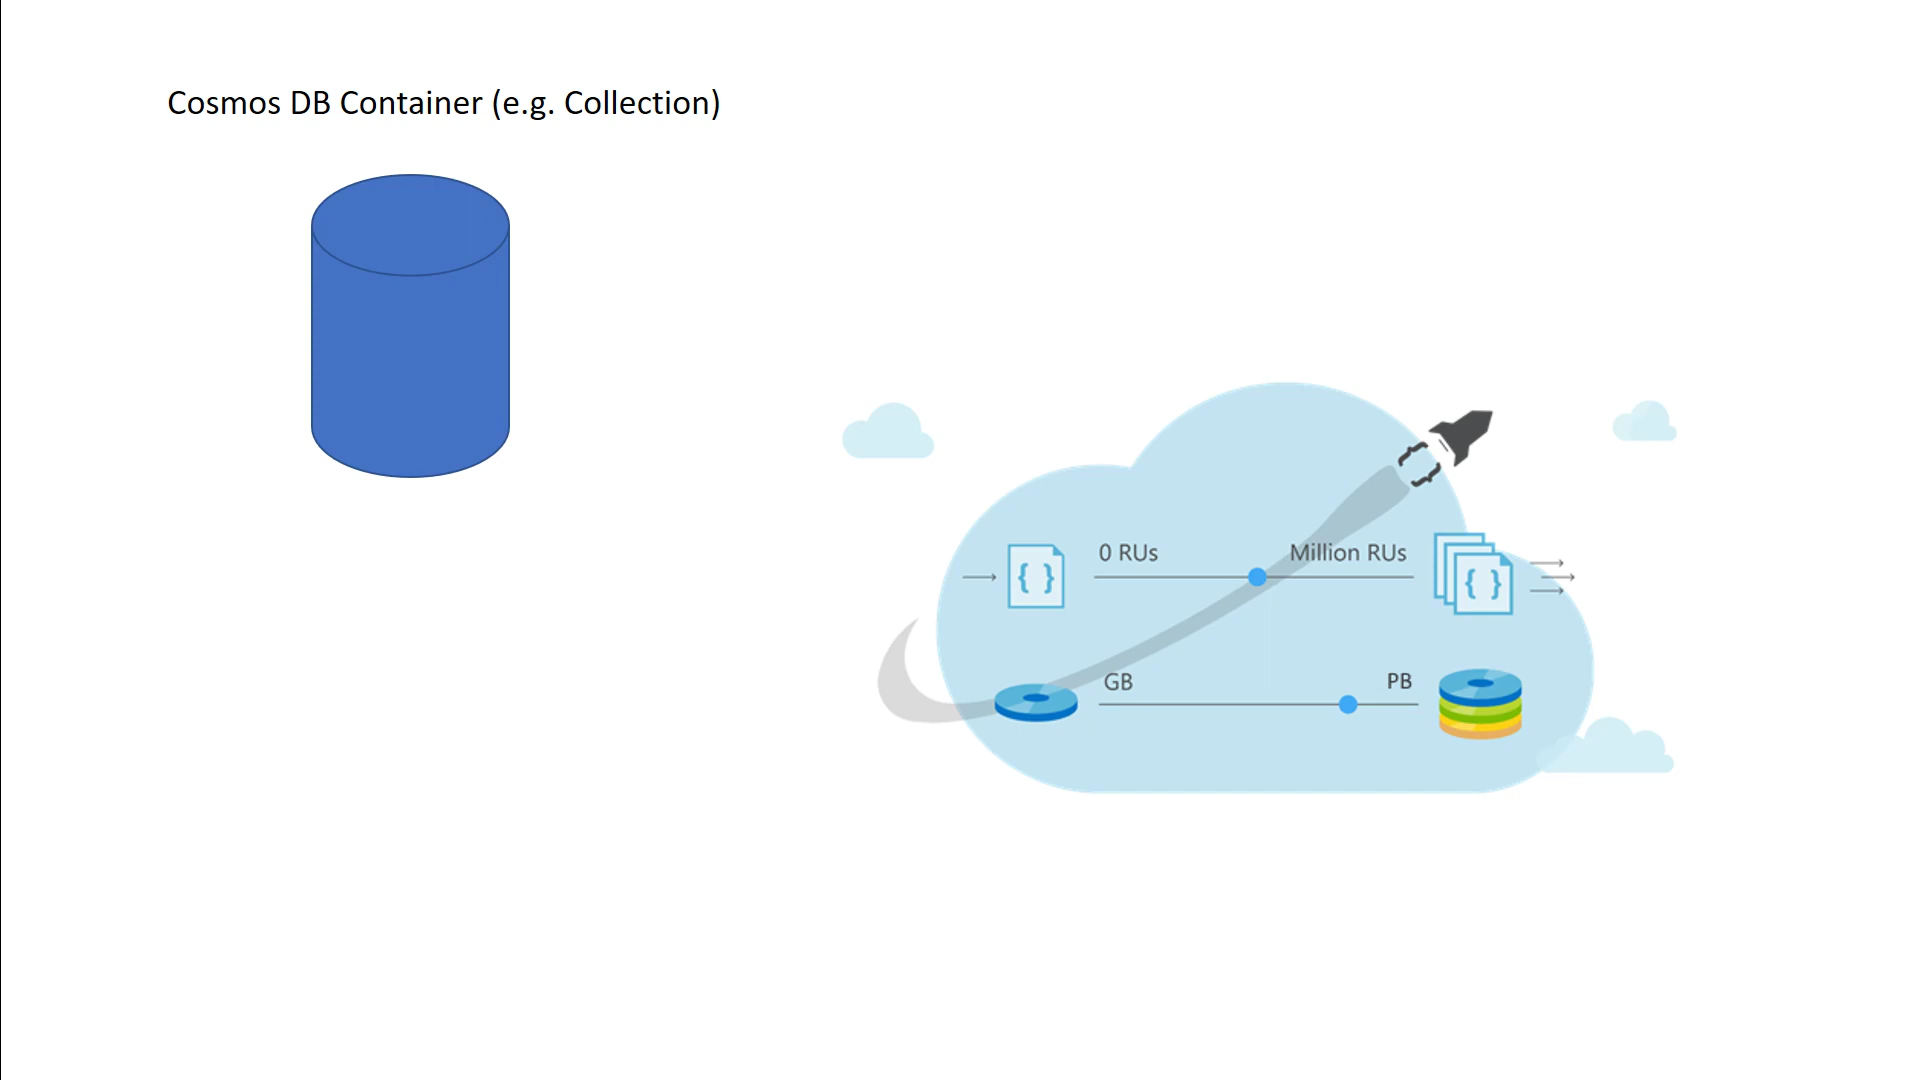 Cosmos DB Container (e.g. Collection)
0 RUs
Million RUs
{ }
{ }
{ }
GB
PB